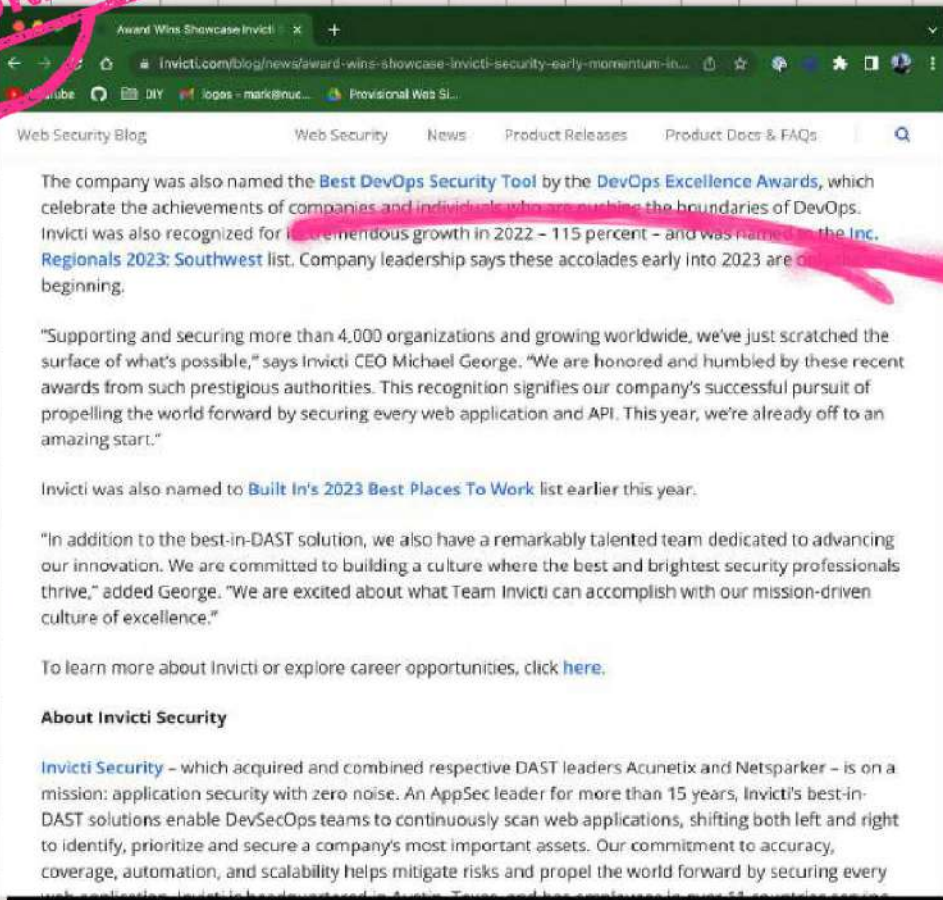 Award Wins Showcase Invicti
invicti.com/blog/news/award-wins-showcase-invicti-security-early-momentum-in...
DIY
logos - mark@nuc...
Provisional Web Si...
Web Security Blog Web Security News Product Releases Product Docs & FAQs
The company was also named the Best DevOps Security Tool by the DevOps Excellence Awards, which
celebrate the achievements of companies and individuals who are pushing the boundaries of DevOps.
Invicti was also recognized for its tremendous growth in 2022 – 115 percent – and was named to the Inc.
Regionals 2023: Southwest list. Company leadership says these accolades early into 2023 are only the
beginning.
"Supporting and securing more than 4,000 organizations and growing worldwide, we've just scratched the
surface of what's possible," says Invicti CEO Michael George. "We are honored and humbled by these recent
awards from such prestigious authorities. This recognition signifies our company's successful pursuit of
propelling the world forward by securing every web application and API. This year, we're already off to an
amazing start."
Invicti was also named to Built In's 2023 Best Places To Work list earlier this year.
"In addition to the best-in-DAST solution, we also have a remarkably talented team dedicated to advancing
our innovation. We are committed to building a culture where the best and brightest security professionals
thrive," added George. "We are excited about what Team Invicti can accomplish with our mission-driven
culture of excellence."
To learn more about Invicti or explore career opportunities, click here.
About Invicti Security
Invicti Security – which acquired and combined respective DAST leaders Acunetix and Netsparker – is on a
mission: application security with zero noise. An AppSec leader for more than 15 years, Invicti's best-in-
DAST solutions enable DevSecOps teams to continuously scan web applications, shifting both left and right
to identify, prioritize and secure a company's most important assets. Our commitment to accuracy,
coverage, automation, and scalability helps mitigate risks and propel the world forward by securing every